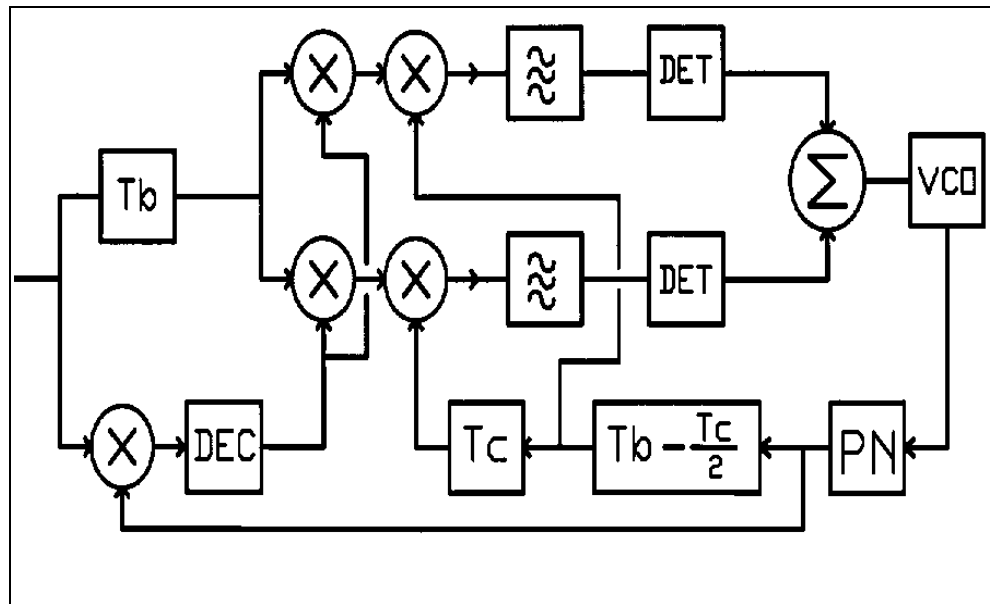 X X DET
Σ VCO
Tb
X X DET
X DEC Tc Tb - Tc/2 PN